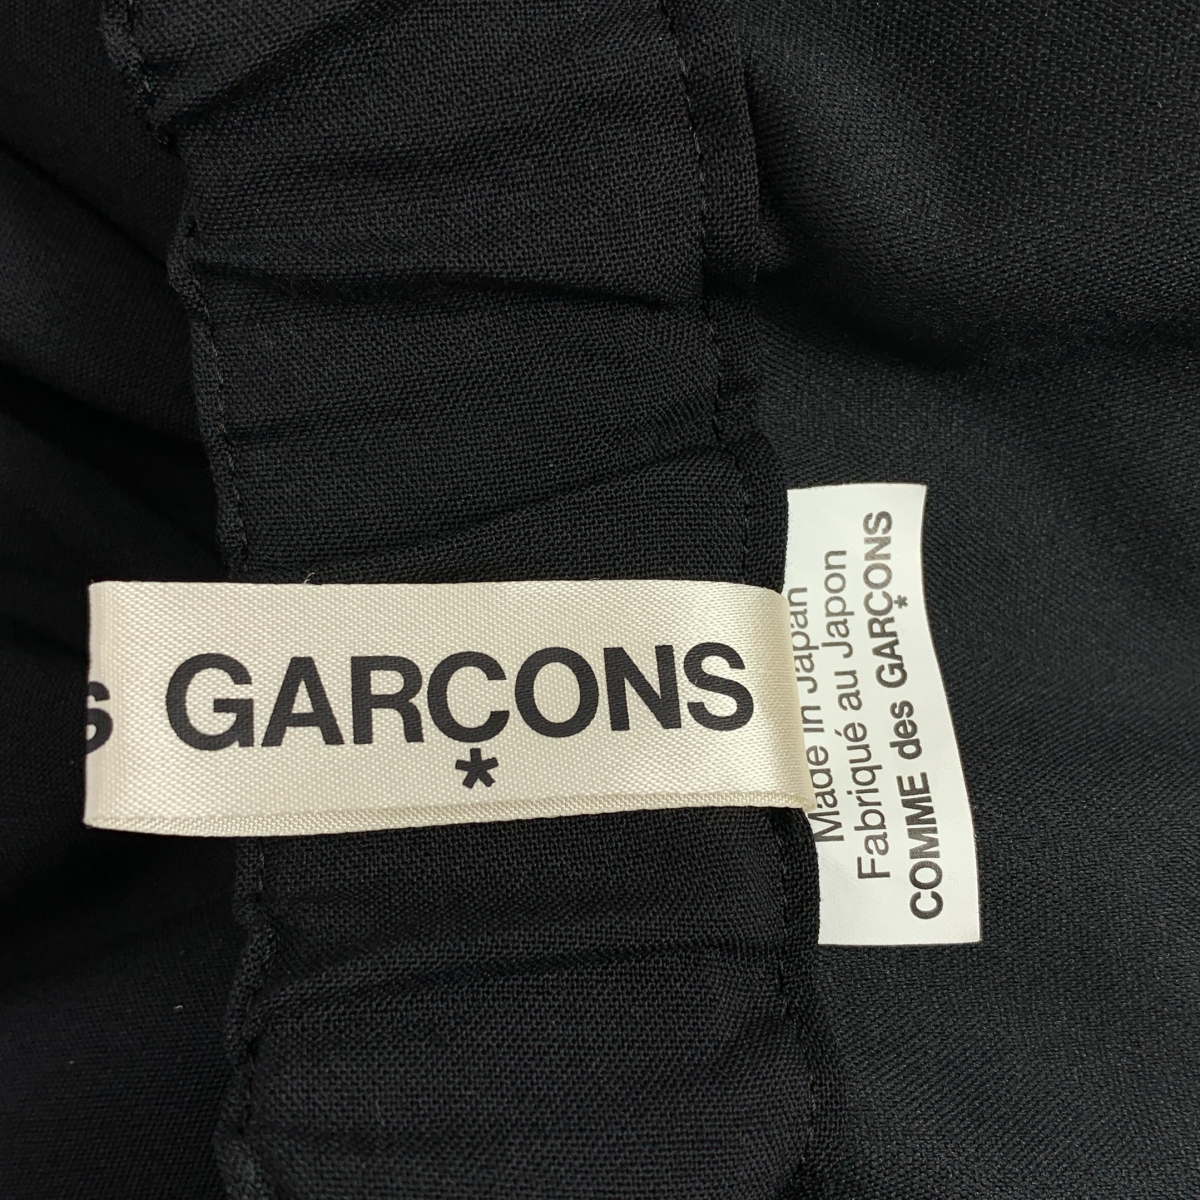 s GARÇONS
*
Made in Japan
Fabriqué au Japon
COMME des GARÇONS
*